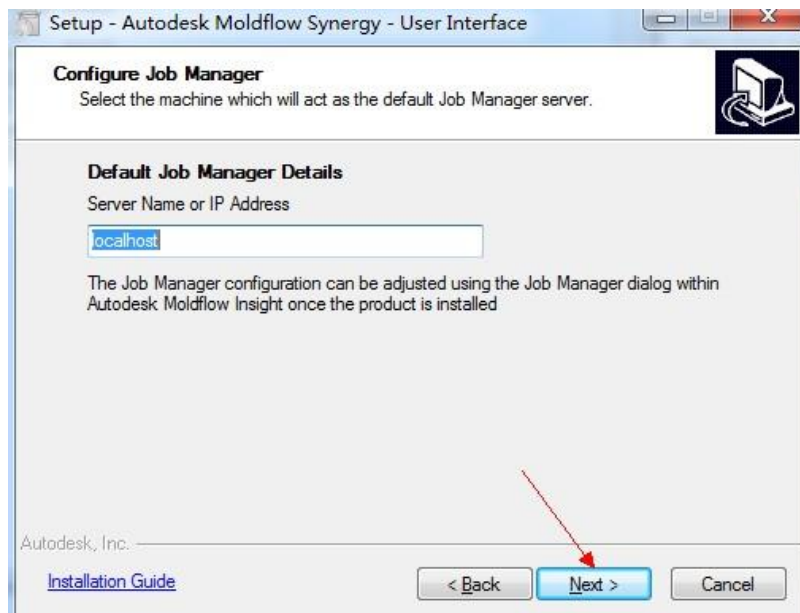 Setup - Autodesk Moldflow Synergy - User Interface
Configure Job Manager
Select the machine which will act as the default Job Manager server.
Default Job Manager Details
Server Name or IP Address
localhost
The Job Manager configuration can be adjusted using the Job Manager dialog within
Autodesk Moldflow Insight once the product is installed
Autodesk, Inc.
Installation Guide
< Back
Next >
Cancel